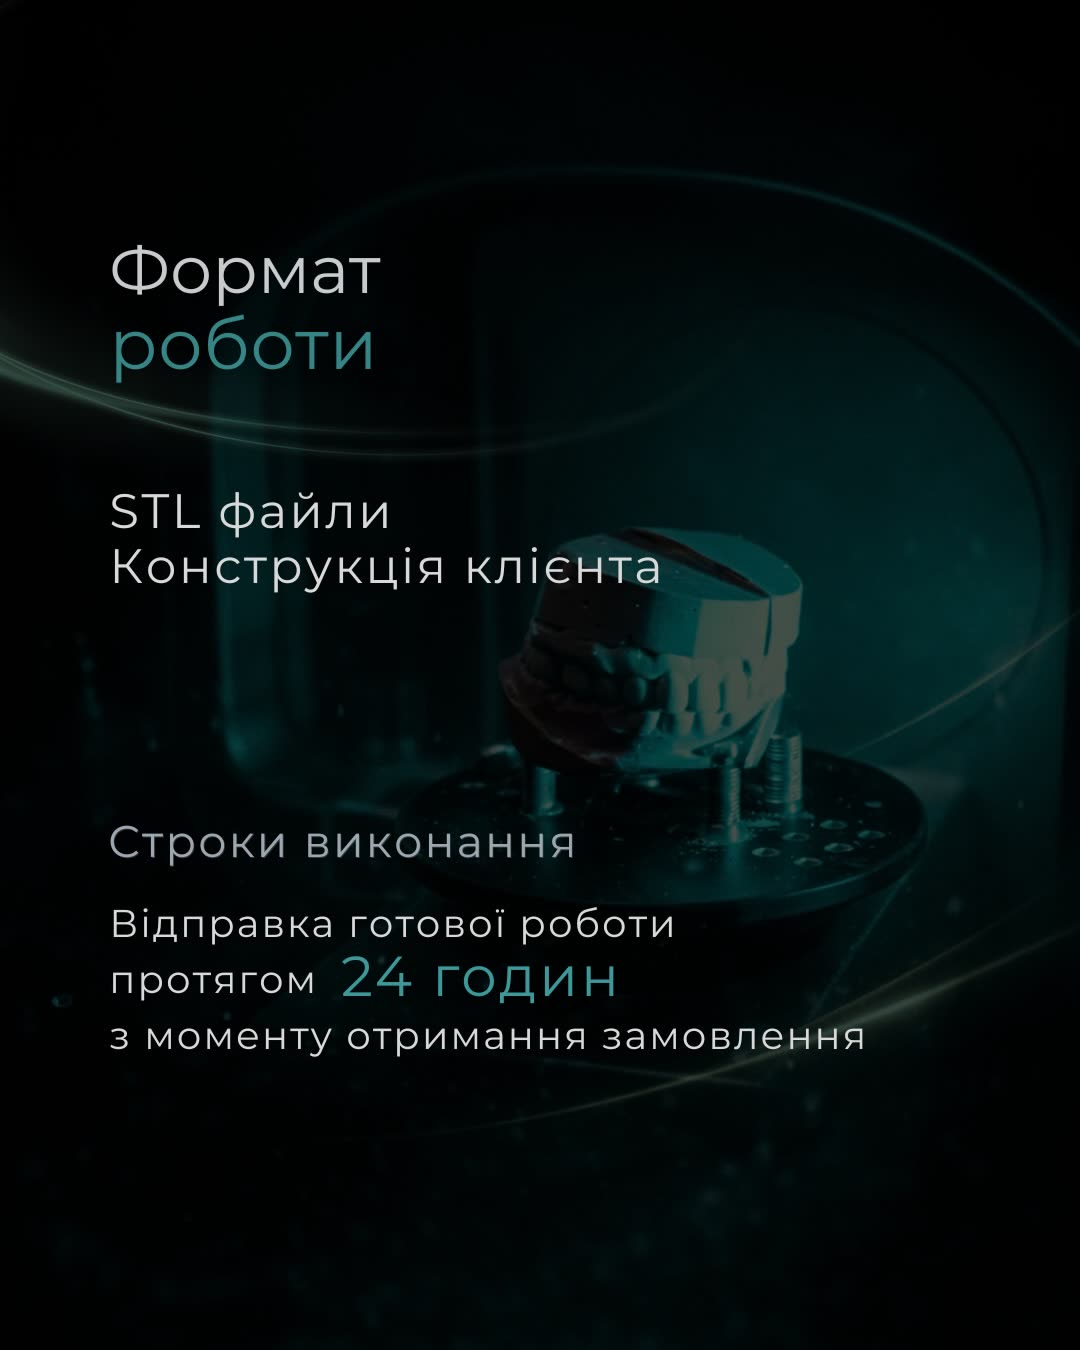 Формат
роботи
STL файли
Конструкція клієнта
Строки виконання
Відправка готової роботи
протягом 24 годин
з моменту отримання замовлення